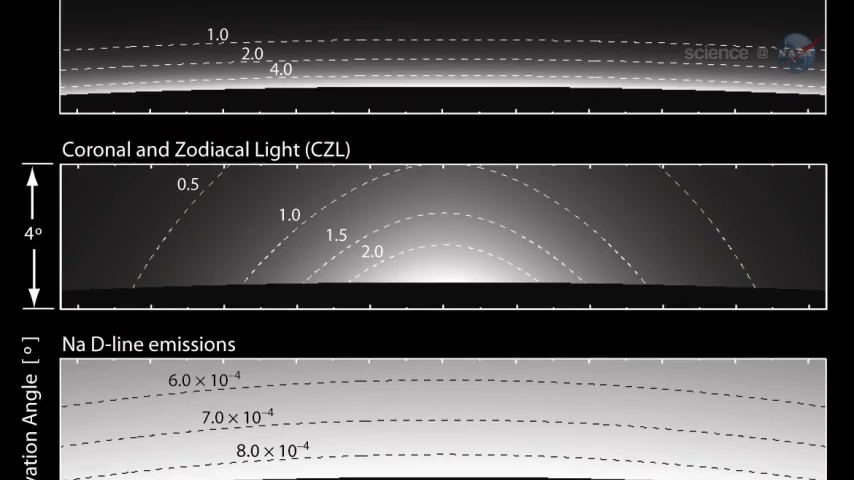 1.0
2.0
4.0
science @ NASA
Coronal and Zodiacal Light (CZL)
0.5
1.0
1.5
2.0
4º
Na D-line emissions
6.0 × 10⁻⁴
7.0 × 10⁻⁴
8.0 × 10⁻⁴
vation Angle [º]